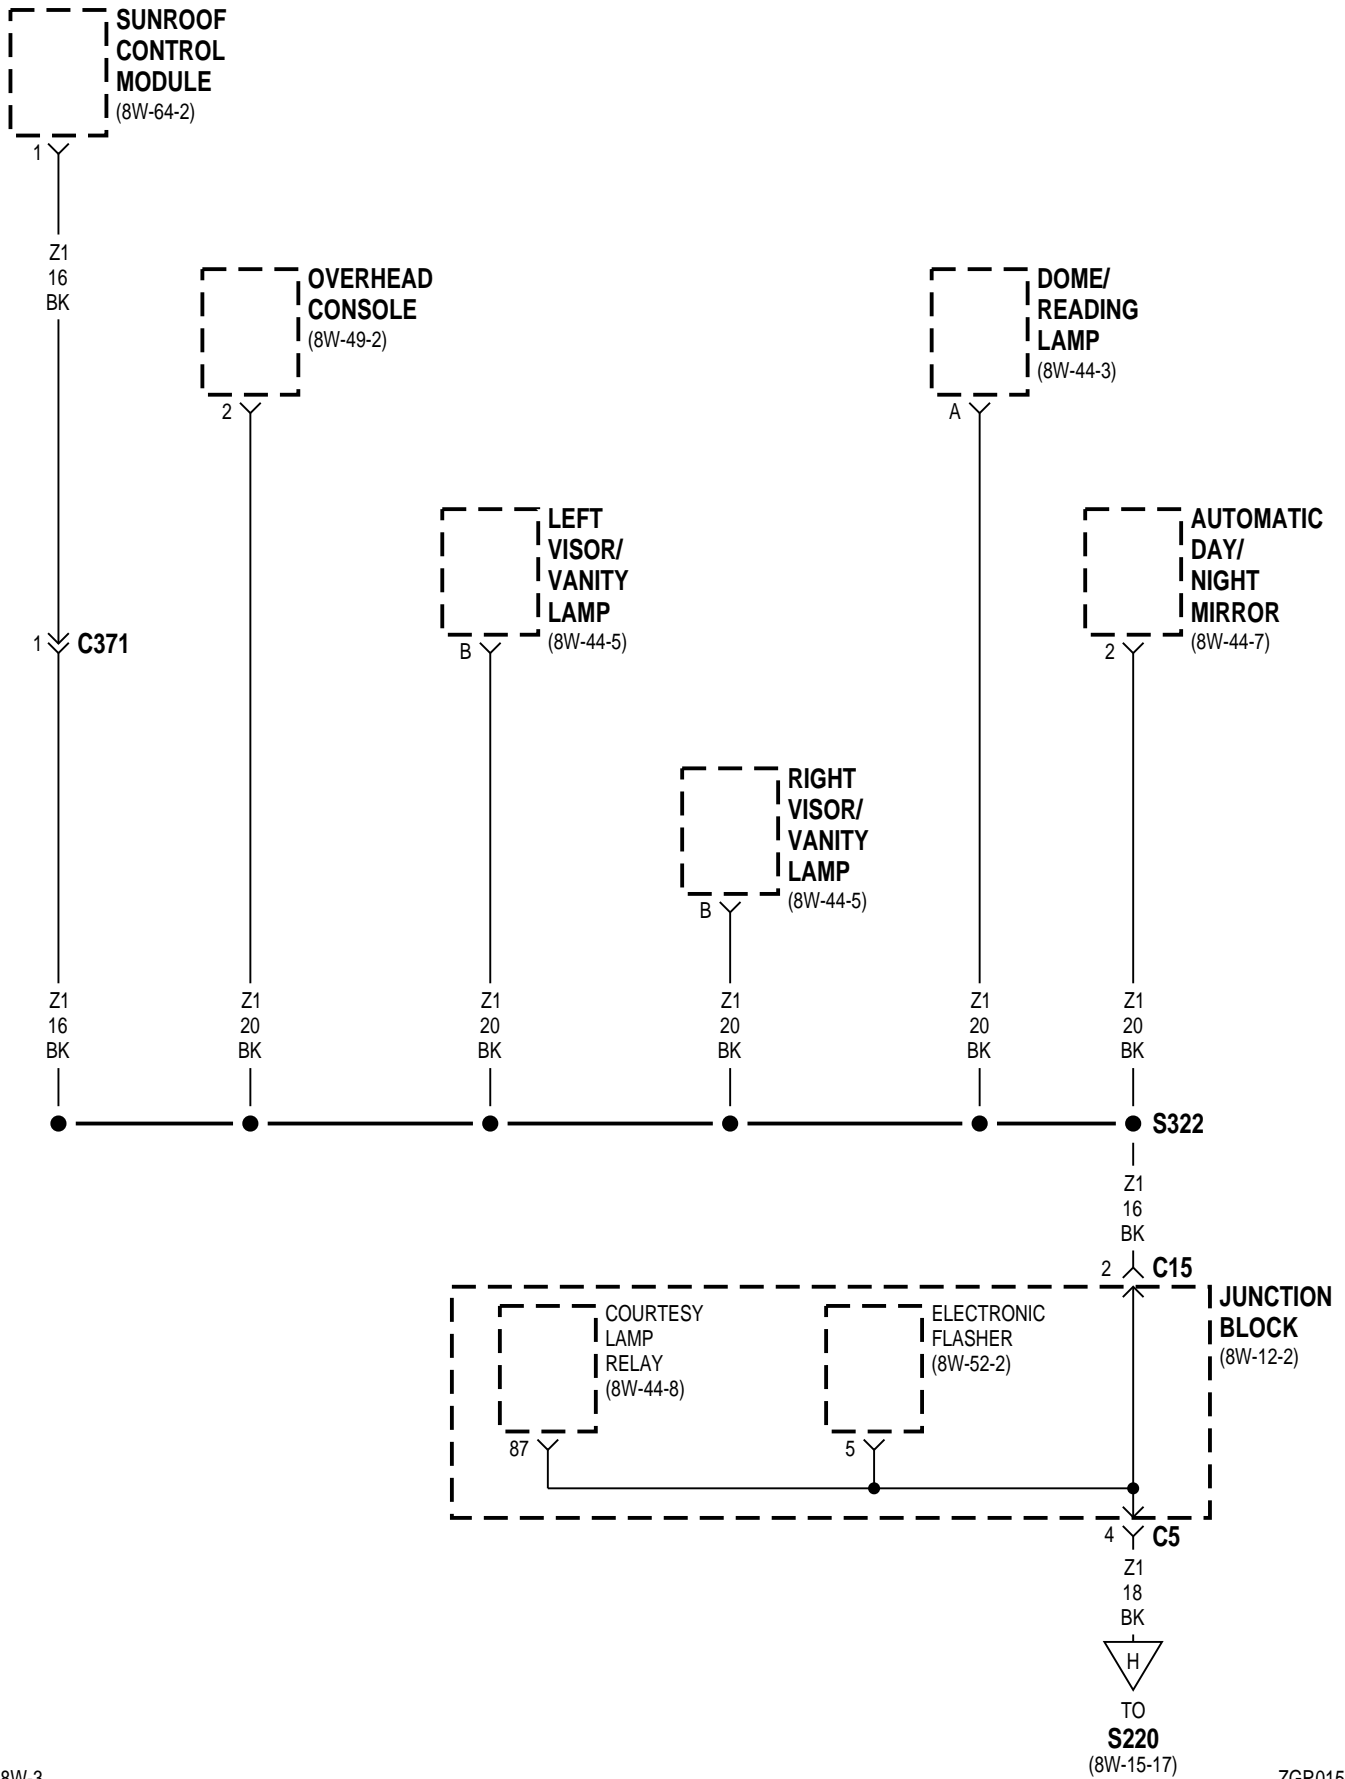 SUNROOF
CONTROL
MODULE
(8W-64-2)
1
Z1
16
BK
OVERHEAD
CONSOLE
(8W-49-2)
2
DOME/
READING
LAMP
(8W-44-3)
A
LEFT
VISOR/
VANITY
LAMP
(8W-44-5)
B
AUTOMATIC
DAY/
NIGHT
MIRROR
(8W-44-7)
2
1
C371
RIGHT
VISOR/
VANITY
LAMP
(8W-44-5)
B
Z1
16
BK
Z1
20
BK
Z1
20
BK
Z1
20
BK
Z1
20
BK
Z1
20
BK
S322
Z1
16
BK
2
C15
JUNCTION
BLOCK
(8W-12-2)
COURTESY
LAMP
RELAY
(8W-44-8)
87
ELECTRONIC
FLASHER
(8W-52-2)
5
4
C5
Z1
18
BK
H
TO
S220
(8W-15-17)
8W-3
ZGP015